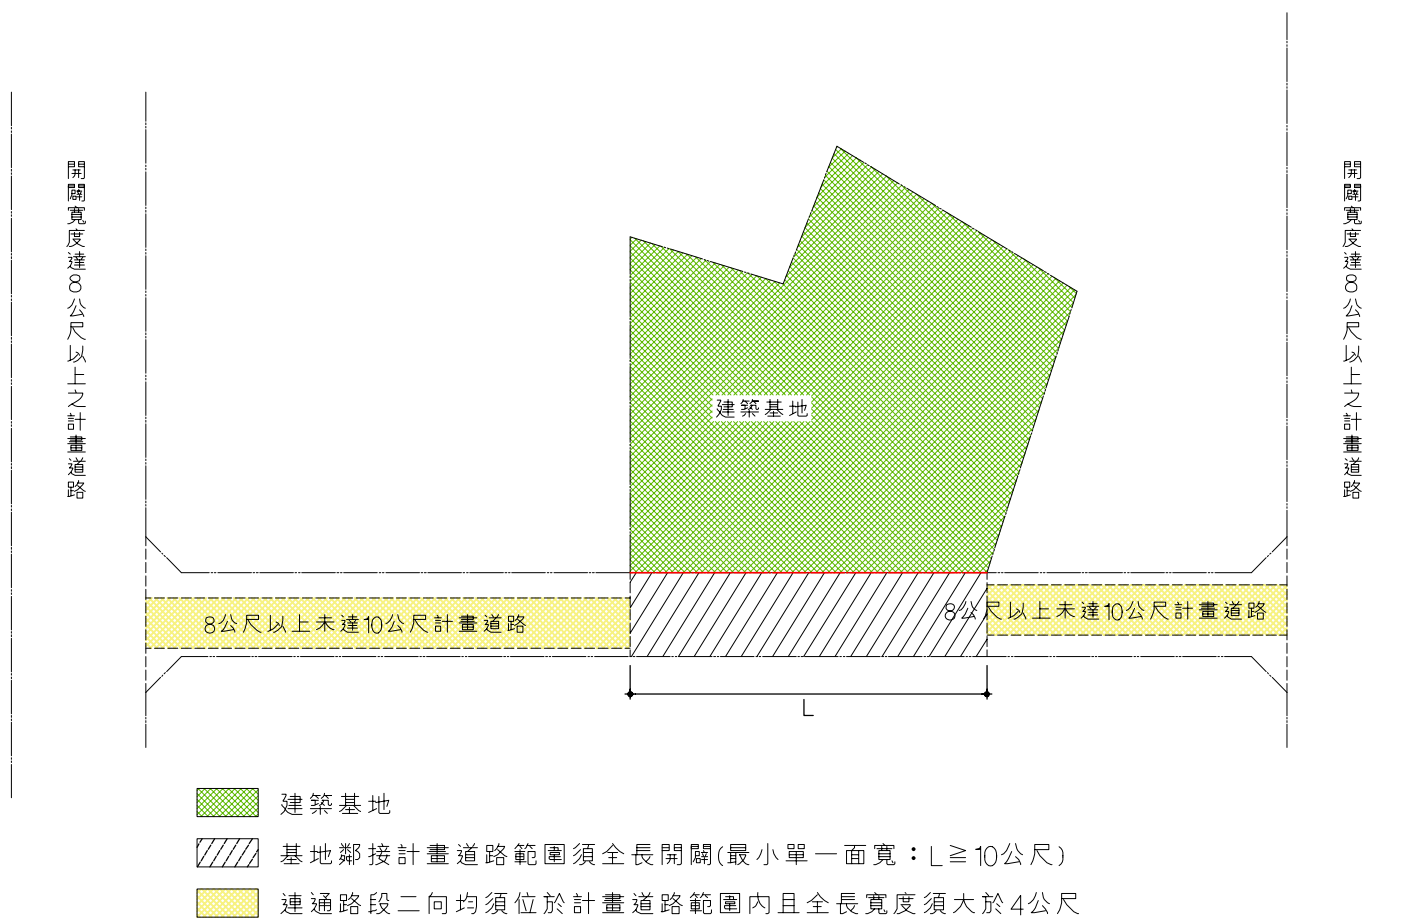 開闢寬度達8公尺以上之計畫道路
開闢寬度達8公尺以上之計畫道路
建築基地
8公尺以上未達10公尺計畫道路
8公尺以上未達10公尺計畫道路
L
建築基地
基地鄰接計畫道路範圍須全長開闢(最小單一面寬：L≧10公尺)
連通路段二向均須位於計畫道路範圍內且全長寬度須大於4公尺